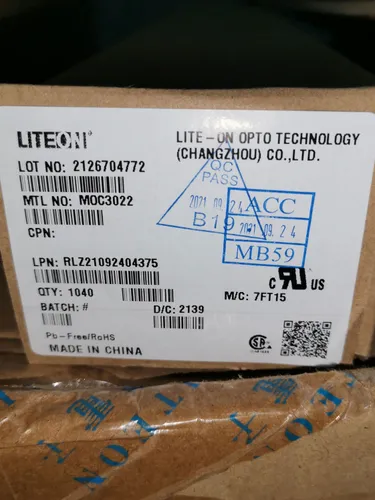 LITEON®
LITE-ON OPTO TECHNOLOGY
(CHANGZHOU) CO.,LTD.
LOT NO: 2126704772
QC
PASS
MTL NO: MOC3022
2021.09.24
B19
ACC
2021.09.24
MB59
CPN:
LPN: RLZ21092404375
C UR US
QTY: 1040
M/C: 7FT15
BATCH: #
D/C: 2139
Pb-Free/RoHS
MADE IN CHINA